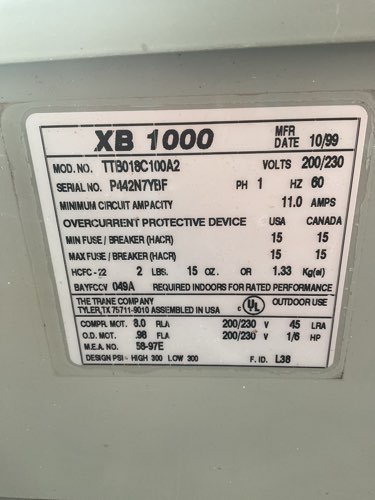 XB 1000
MFR DATE 10/99
MOD. NO. TTB018C100A2 VOLTS 200/230
SERIAL NO. P442N7YBF PH 1 HZ 60
MINIMUM CIRCUIT AMPACITY 11.0 AMPS
OVERCURRENT PROTECTIVE DEVICE USA CANADA
MIN FUSE / BREAKER (HACR) 15 15
MAX FUSE / BREAKER (HACR) 15 15
HCFC-22 2 LBS. 15 OZ. OR 1.33 Kg(si)
BAYFCCV 049A REQUIRED INDOORS FOR RATED PERFORMANCE
THE TRANE COMPANY
TYLER,TX 75711-9010 ASSEMBLED IN USA C UL OUTDOOR USE
COMPR. MOT. 8.0 RLA 200/230 V 45 LRA
O.D. MOT. .98 FLA 200/230 V 1/6 HP
M.E.A. NO. 58-97E
DESIGN PSI - HIGH 300 LOW 300 F. ID. L38